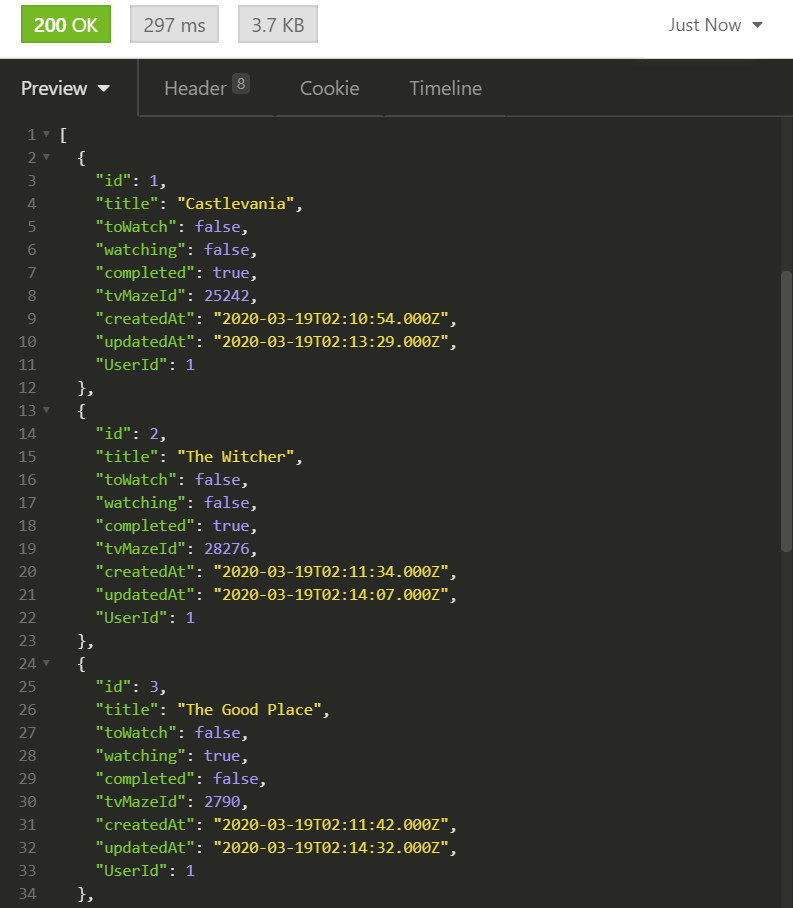 200 OK 297 ms 3.7 KB Just Now
Preview Header 8 Cookie Timeline
1 [
2 {
3 "id": 1,
4 "title": "Castlevania",
5 "toWatch": false,
6 "watching": false,
7 "completed": true,
8 "tvMazeId": 25242,
9 "createdAt": "2020-03-19T02:10:54.000Z",
10 "updatedAt": "2020-03-19T02:13:29.000Z",
11 "UserId": 1
12 },
13 {
14 "id": 2,
15 "title": "The Witcher",
16 "toWatch": false,
17 "watching": false,
18 "completed": true,
19 "tvMazeId": 28276,
20 "createdAt": "2020-03-19T02:11:34.000Z",
21 "updatedAt": "2020-03-19T02:14:07.000Z",
22 "UserId": 1
23 },
24 {
25 "id": 3,
26 "title": "The Good Place",
27 "toWatch": false,
28 "watching": true,
29 "completed": false,
30 "tvMazeId": 2790,
31 "createdAt": "2020-03-19T02:11:42.000Z",
32 "updatedAt": "2020-03-19T02:14:32.000Z",
33 "UserId": 1
34 },